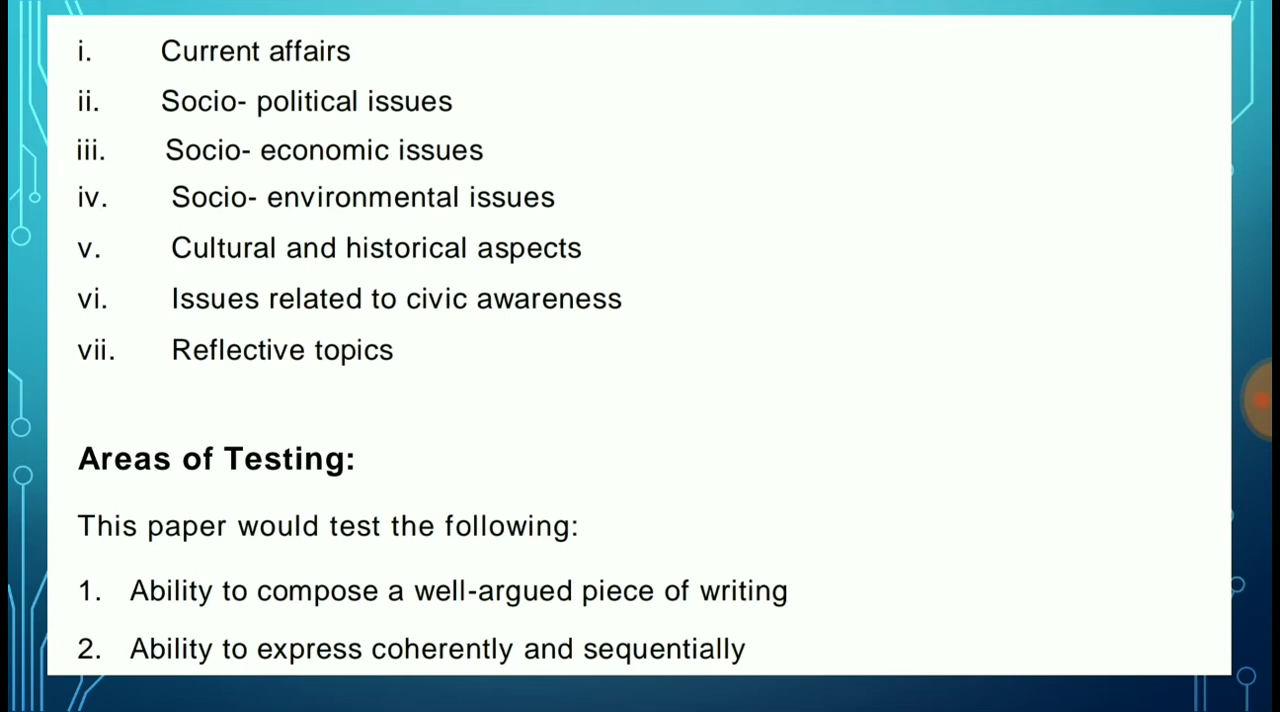 i. Current affairs
ii. Socio- political issues
iii. Socio- economic issues
iv. Socio- environmental issues
v. Cultural and historical aspects
vi. Issues related to civic awareness
vii. Reflective topics
Areas of Testing:
This paper would test the following:
1. Ability to compose a well-argued piece of writing
2. Ability to express coherently and sequentially